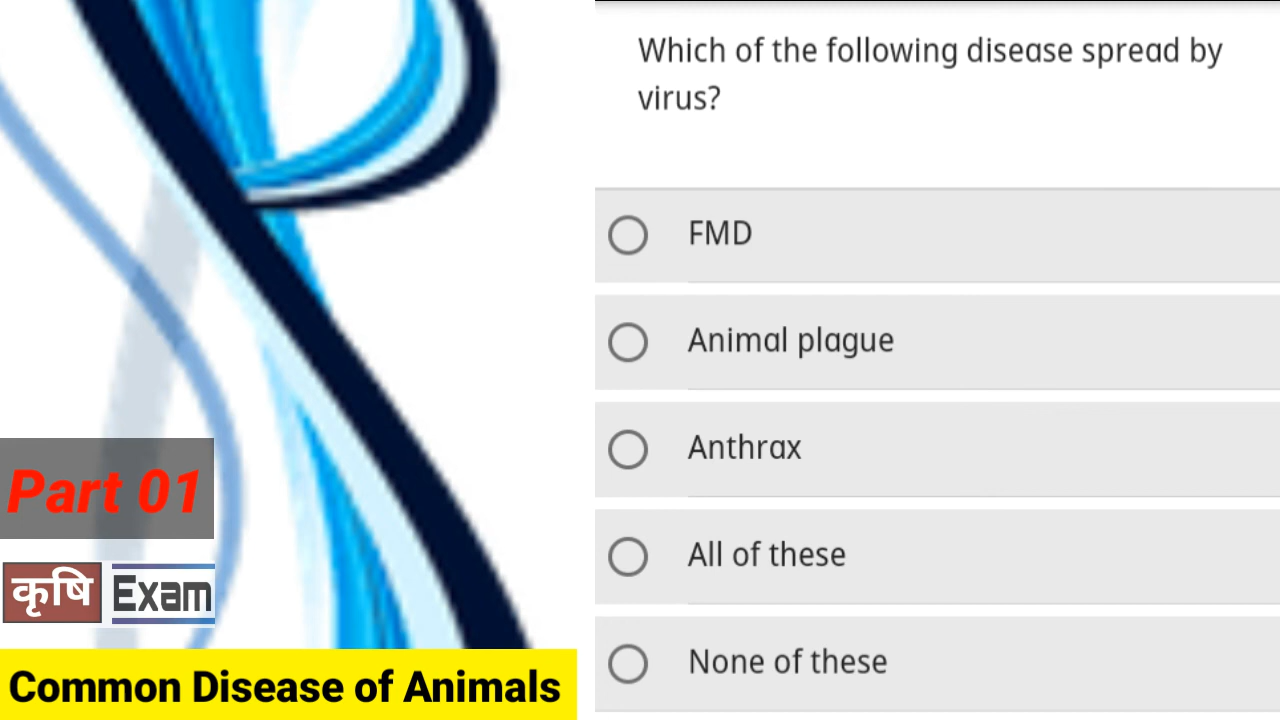 Which of the following disease spread by
virus?
FMD
Animal plague
Anthrax
All of these
None of these
Part 01
कृषि Exam
Common Disease of Animals